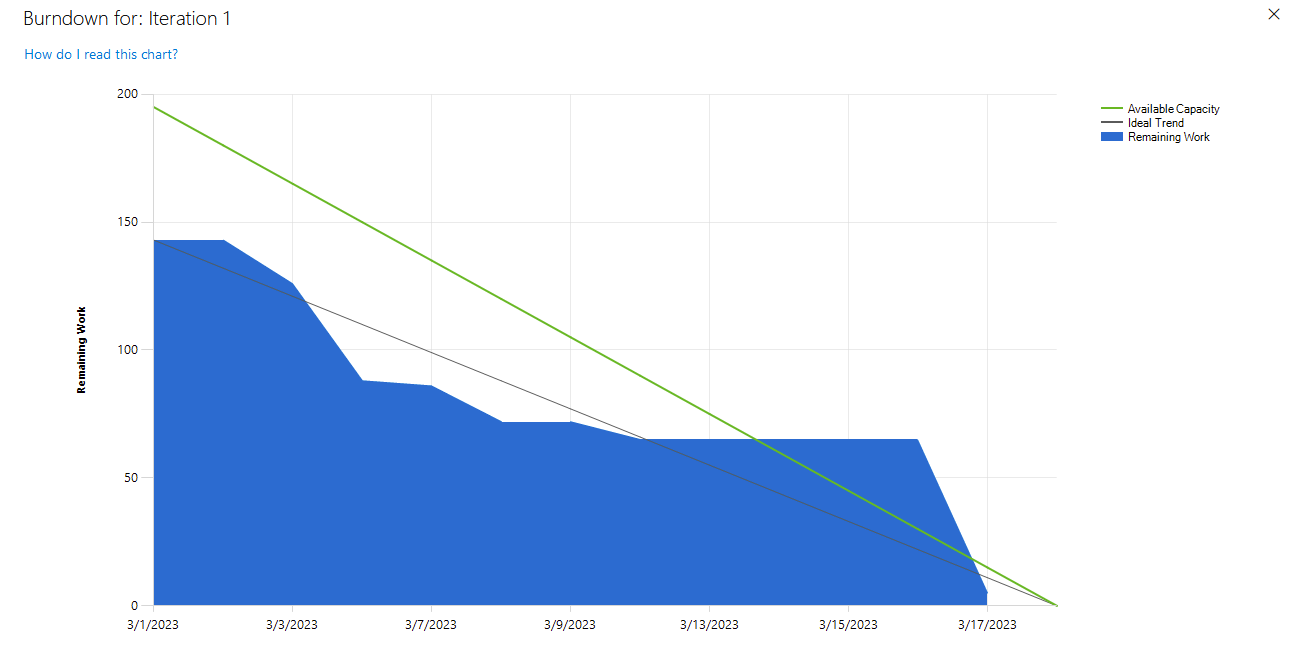 Burndown for: Iteration 1
How do I read this chart?
200
150
100
50
0
Remaining Work
3/1/2023
3/3/2023
3/7/2023
3/9/2023
3/13/2023
3/15/2023
3/17/2023
Available Capacity
Ideal Trend
Remaining Work